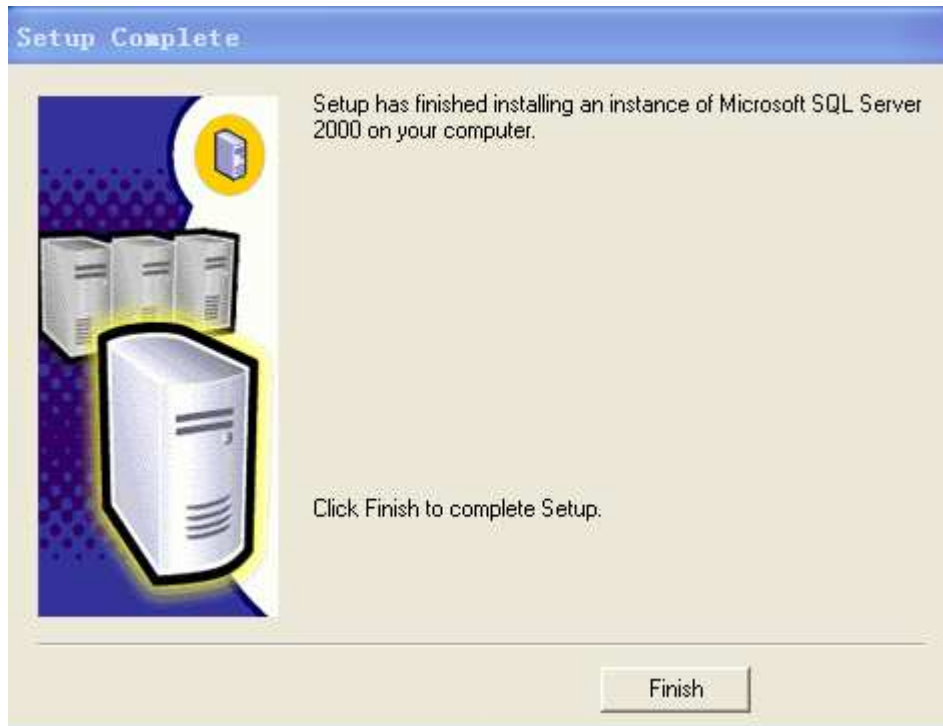 Setup Complete
Setup has finished installing an instance of Microsoft SQL Server
2000 on your computer.
Click Finish to complete Setup.
Finish